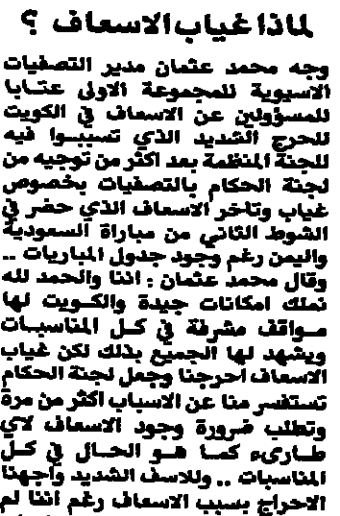 لماذا غياب الاسعاف ؟
وجه محمد عثمان مدير التصفيات
الاسيوية للمجموعة الاولى عتابا
للمسؤولين عن الاسعاف في الكويت
للحرج الشديد الذي تسببوا فيه
للجنة المنظمة بعد اكثر من توجيه من
لجنة الحكام بالتصفيات بخصوص
غياب وتاخر الاسعاف الذي حضر في
الشوط الثاني من مباراة السعودية
واليمن رغم وجود جدول المباريات ..
وقال محمد عثمان : اننا والحمد لله
نملك امكانات جيدة والكويت لها
مواقف مشرفة في كل المناسبات
ويشهد لها الجميع بذلك لكن غياب
الاسعاف احرجنا وجعل لجنة الحكام
تستفسر منا عن الاسباب اكثر من مرة
وتطلب ضرورة وجود الاسعاف لاي
طارىء كما هو الحال في كل
المناسبات .. وللاسف الشديد واجهنا
الاحراج بسبب الاسعاف رغم اننا لم